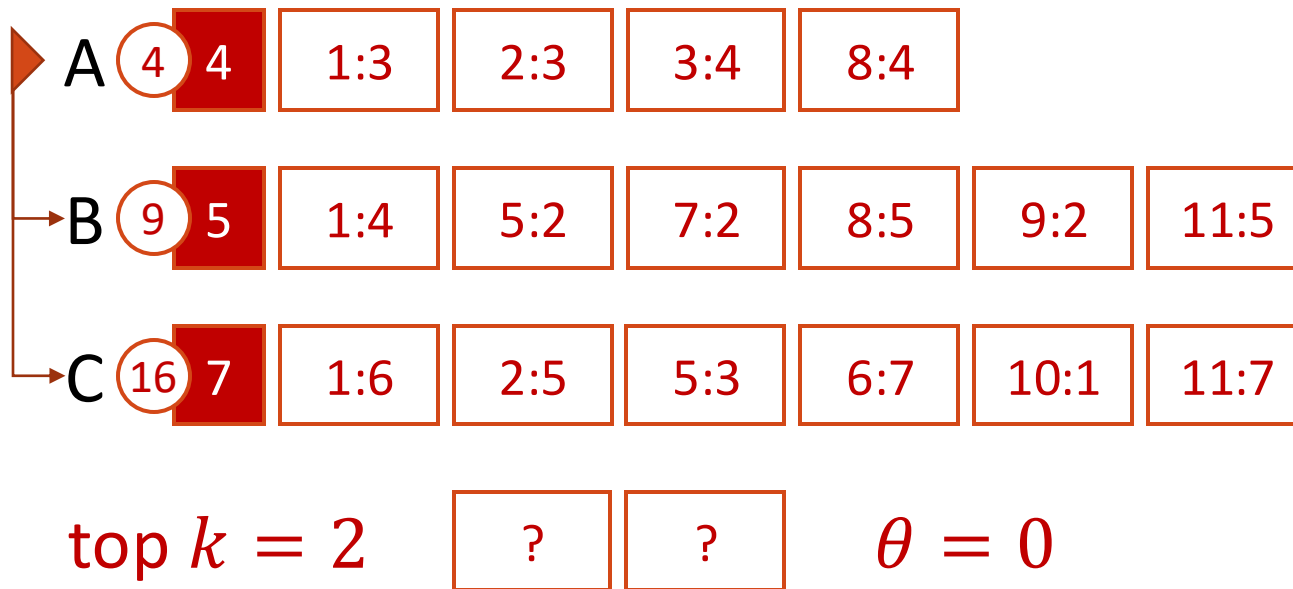 A 4 4 1:3 2:3 3:4 8:4
B 9 5 1:4 5:2 7:2 8:5 9:2 11:5
C 16 7 1:6 2:5 5:3 6:7 10:1 11:7
top k = 2 ? ? θ = 0